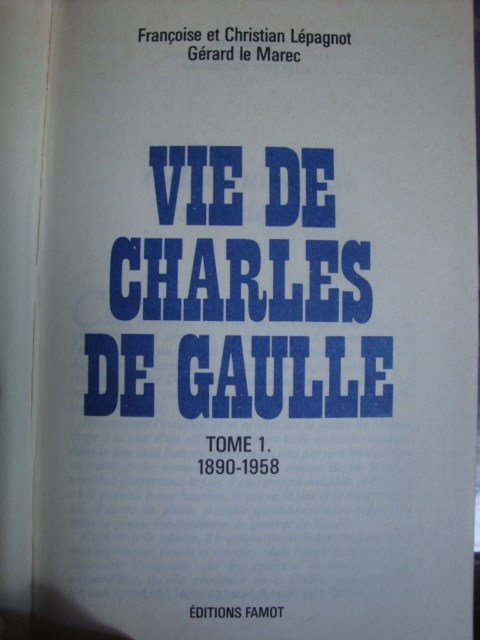 Françoise et Christian Lépagnot
Gérard le Marec
VIE DE
CHARLES
DE GAULLE
TOME 1.
1890-1958
ÉDITIONS FAMOT